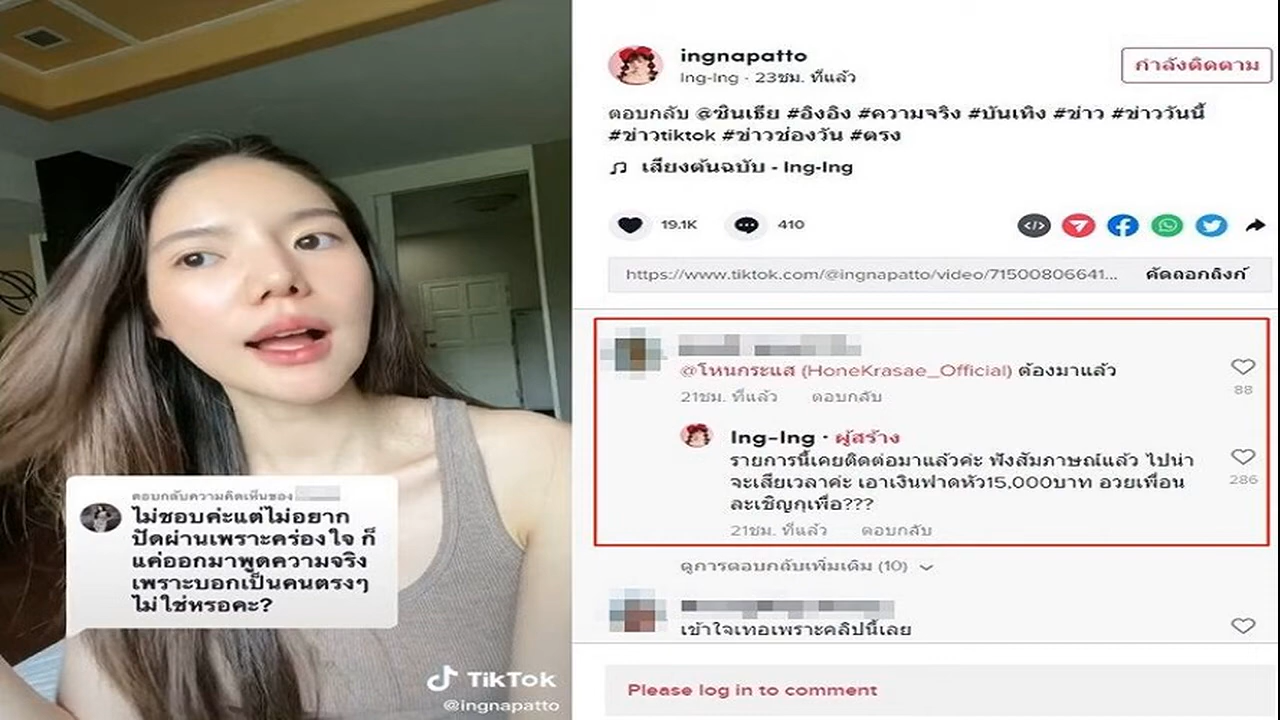 ตอบกลับความคิดเห็นของ
ไม่ชอบค่ะแต่ไม่อยาก
ปัดผ่านเพราะคร่องใจ ก็
แค่ออกมาพูดความจริง
เพราะบอกเป็นคนตรงๆ
ไม่ใช่หรอคะ?
TikTok
@ingnapatto
ingnapatto
Ing-Ing · 23ชม. ที่แล้ว
กำลังติดตาม
ตอบกลับ @ซินเธีย #อิงอิง #ความจริง #บันเทิง #ข่าว #ข่าววันนี้
#ข่าวtiktok #ข่าวช่องวัน #ตรง
เสียงต้นฉบับ - Ing-Ing
19.1K
410
https://www.tiktok.com/@ingnapatto/video/71500806641...
คัดลอกลิงก์
@โหนกระแส (HoneKrasae_Official) ต้องมาแล้ว
21ชม. ที่แล้ว ตอบกลับ
88
Ing-Ing · ผู้สร้าง
รายการนี้เคยติดต่อมาแล้วค่ะ ฟังสัมภาษณ์แล้ว ไปน่า
จะเสียเวลาค่ะ เอาเงินฟาดหัว15,000บาท อวยเพื่อน
ละเชิญกุเพื่อ???
286
21ชม. ที่แล้ว ตอบกลับ
ดูการตอบกลับเพิ่มเติม (10)
เข้าใจเทอเพราะคลิปนี้เลย
Please log in to comment